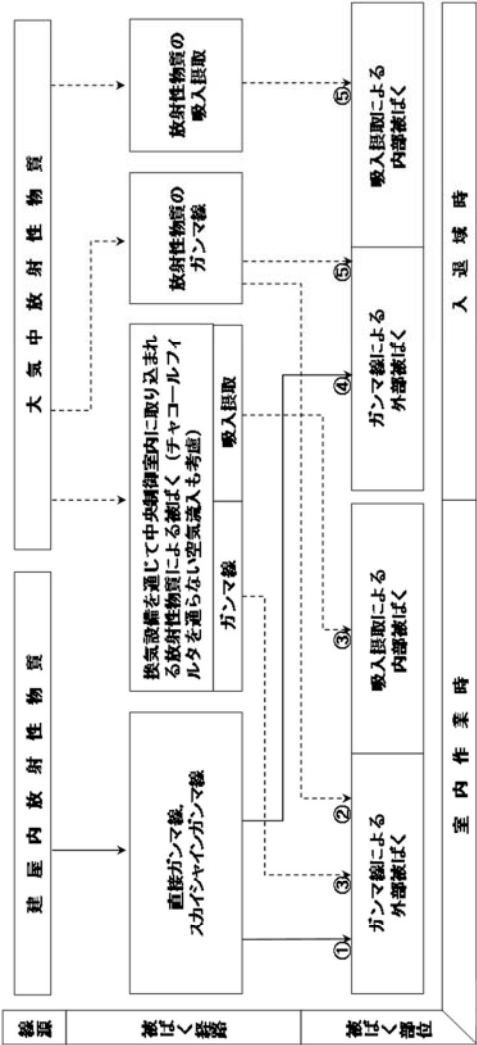 線源
建屋内放射性物質
大気中放射性物質
被ばく経路
直接ガンマ線,
スカイシャインガンマ線
換気設備を通じて中央制御室内に取り込まれ
る放射性物質による被ばく(チャコールフィ
ルタを通らない空気流入も考慮)
ガンマ線
吸入摂取
放射性物質の
ガンマ線
放射性物質の
吸入摂取
被ばく部位
①
③
②
③
④
⑤
⑤
ガンマ線による
外部被ばく
吸入摂取による
内部被ばく
ガンマ線による
外部被ばく
吸入摂取による
内部被ばく
室内作業時
入退域時